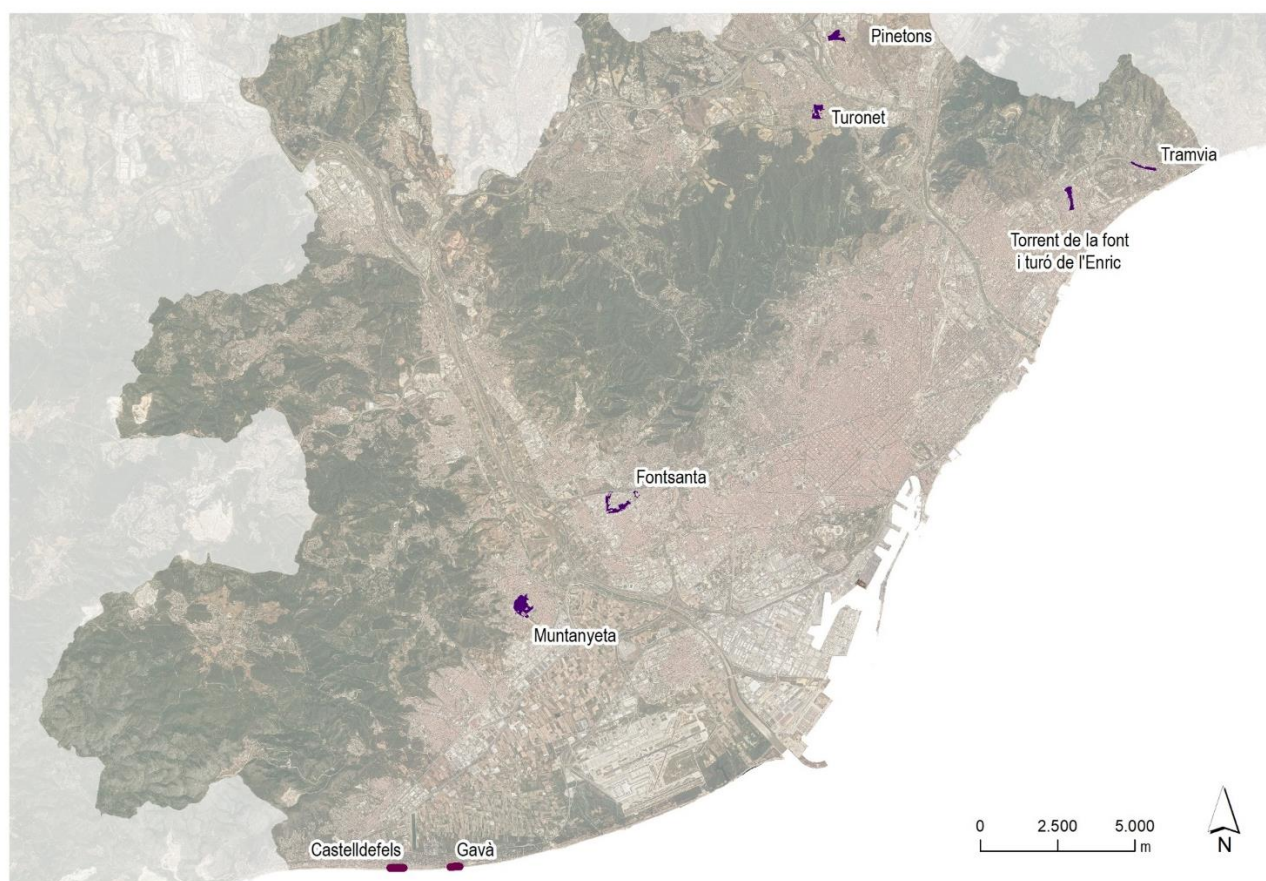 Pinetons
Turonet
Tramvia
Torrent de la font
i turó de l'Enric
Fontsanta
Muntanyeta
Castelldefels
Gavà
0 2.500 5.000
m
N